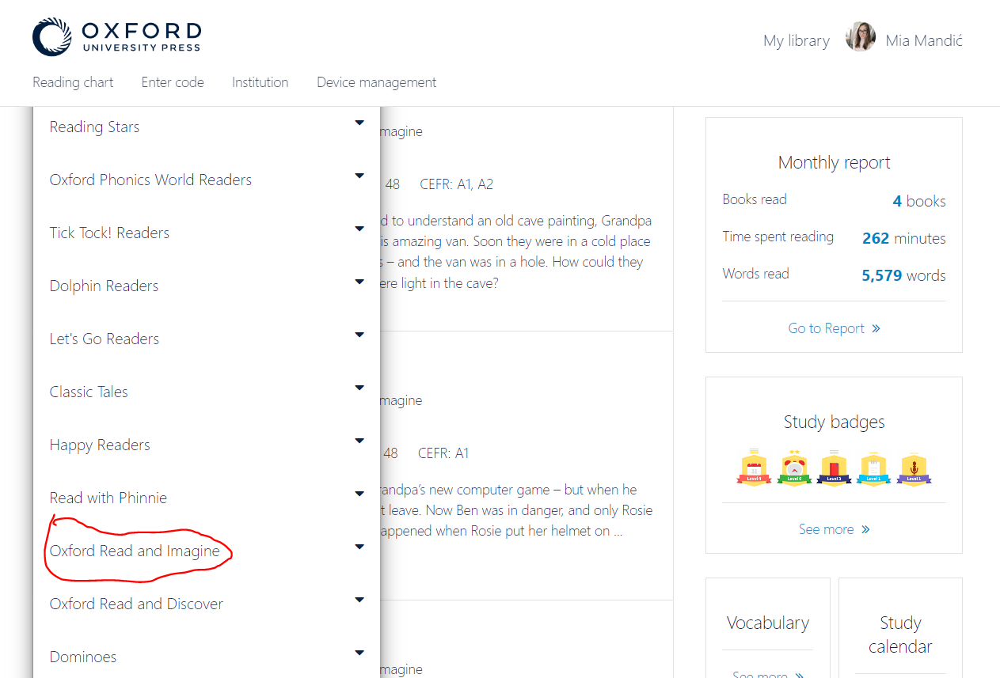 OXFORD
UNIVERSITY PRESS
My library
Mia Mandić
Reading chart
Enter code
Institution
Device management
Reading Stars
Oxford Phonics World Readers
Tick Tock! Readers
Dolphin Readers
Let's Go Readers
Classic Tales
Happy Readers
Read with Phinnie
Oxford Read and Imagine
Oxford Read and Discover
Dominoes
magine
48 CEFR: A1, A2
d to understand an old cave painting, Grandpa
is amazing van. Soon they were in a cold place
s – and the van was in a hole. How could they
ere light in the cave?
magine
48 CEFR: A1
randpa's new computer game – but when he
t leave. Now Ben was in danger, and only Rosie
appened when Rosie put her helmet on ...
magine
Monthly report
Books read 4 books
Time spent reading 262 minutes
Words read 5,579 words
Go to Report »
Study badges
Level 4 Level 6 Level 3 Level 1 Level 1
See more »
Vocabulary
See more »
Study
calendar